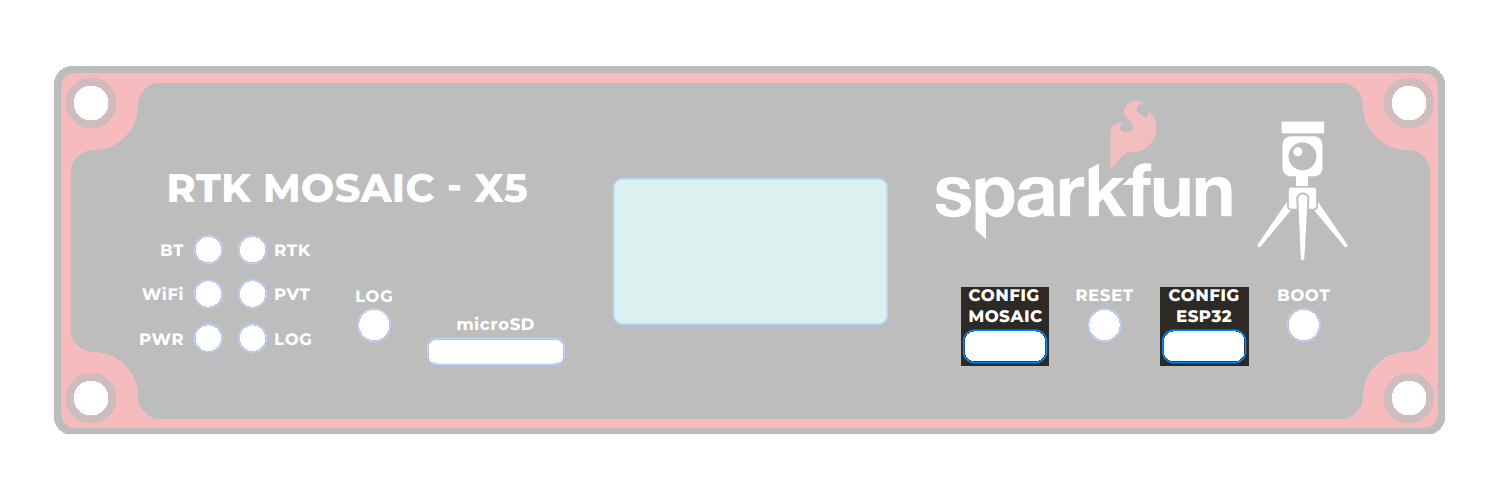 RTK MOSAIC - X5
sparkfun
BT
RTK
WiFi
PVT
PWR
LOG
LOG
microSD
CONFIG
MOSAIC
RESET
CONFIG
ESP32
BOOT